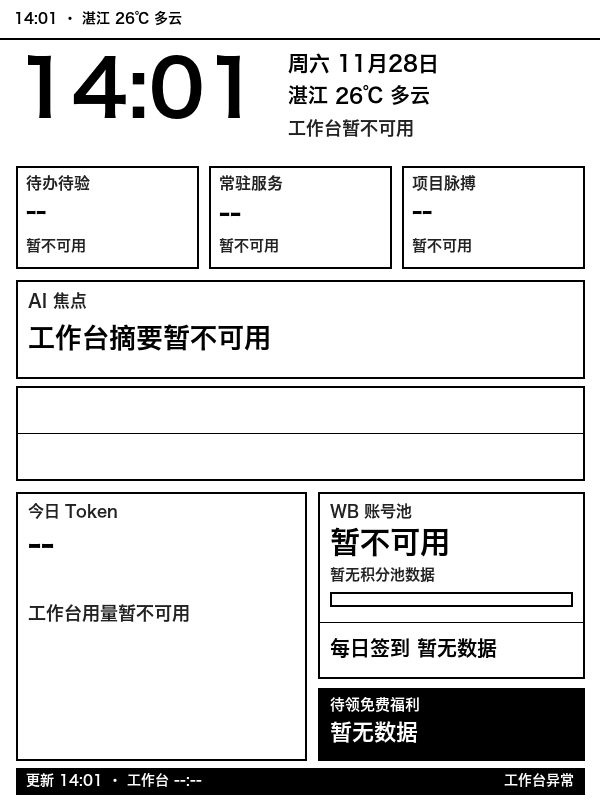 14:01 · 湛江 26℃ 多云
14:01
周六 11月28日
湛江 26℃ 多云
工作台暂不可用
待办待验
--
暂不可用
常驻服务
--
暂不可用
项目脉搏
--
暂不可用
AI 焦点
工作台摘要暂不可用
今日 Token
--
工作台用量暂不可用
WB 账号池
暂不可用
暂无积分池数据
每日签到 暂无数据
待领免费福利
暂无数据
更新 14:01 · 工作台 --:--
工作台异常